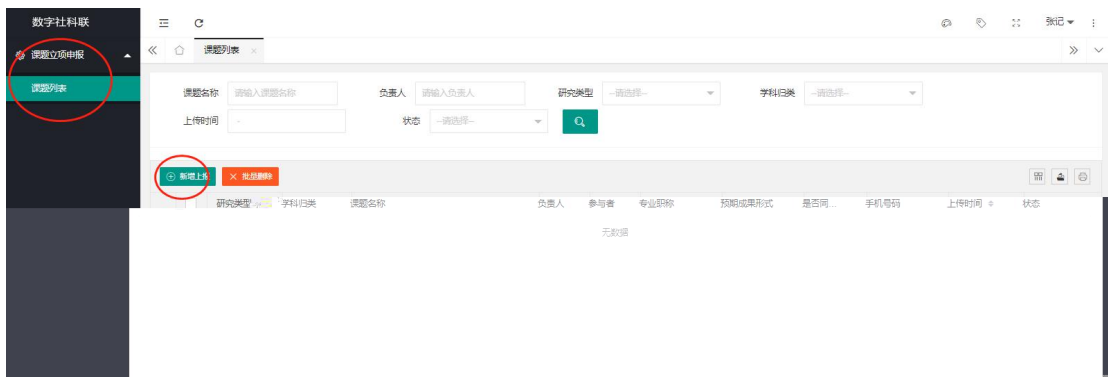 数字社科联
张记
课题立项申报
课题列表
课题列表
课题名称 请输入课题名称 负责人 请输入负责人 研究类型 --请选择-- 学科归类 --请选择--
上传时间 - 状态 --请选择--
新增上报 批量删除
研究类型 学科归类 课题名称 负责人 参与者 专业职称 预期成果形式 是否同... 手机号码 上传时间 状态
无数据